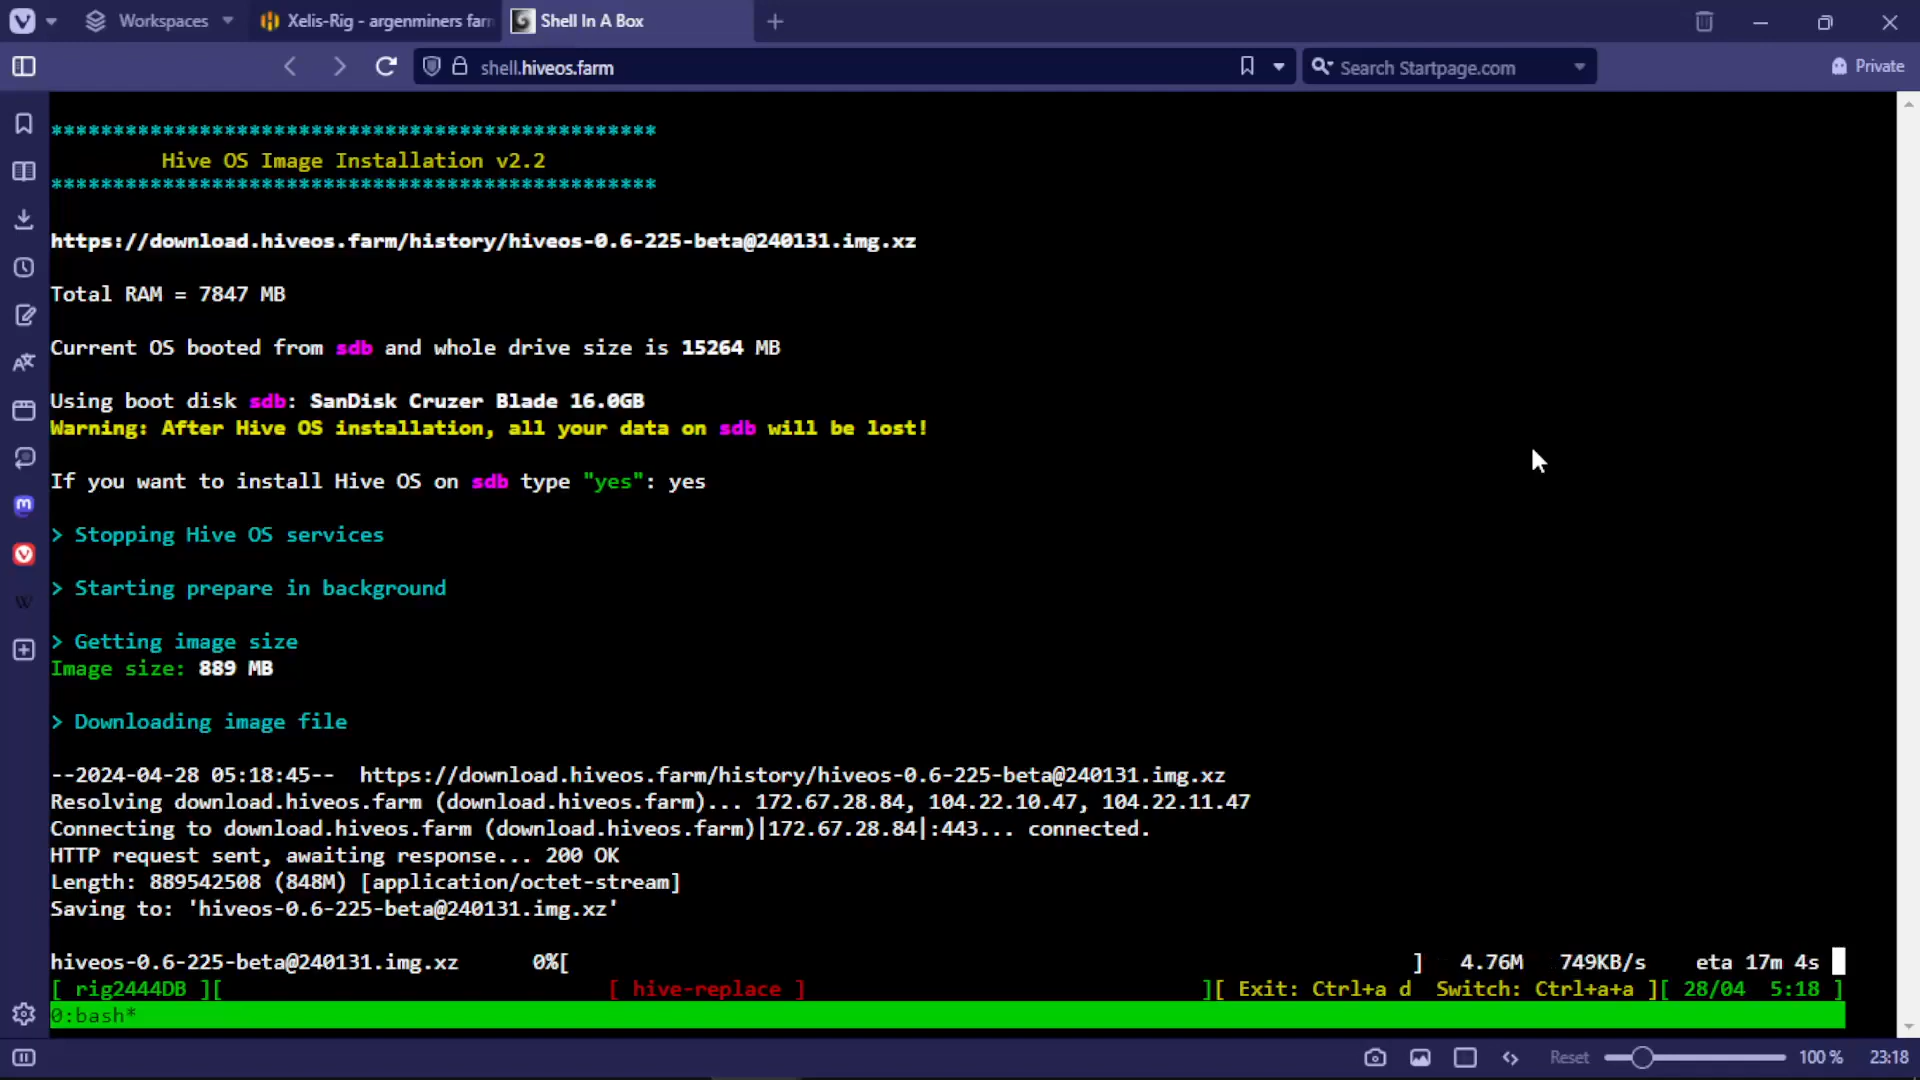 Workspaces
Xelis-Rig - argenminers farm
Shell In A Box
shell.hiveos.farm
Search Startpage.com
Private
*************************************************
Hive OS Image Installation v2.2
*************************************************
https://download.hiveos.farm/history/hiveos-0.6-225-beta@240131.img.xz
Total RAM = 7847 MB
Current OS booted from sdb and whole drive size is 15264 MB
Using boot disk sdb: SanDisk Cruzer Blade 16.0GB
Warning: After Hive OS installation, all your data on sdb will be lost!
If you want to install Hive OS on sdb type "yes": yes
> Stopping Hive OS services
> Starting prepare in background
> Getting image size
Image size: 889 MB
> Downloading image file
--2024-04-28 05:18:45--  https://download.hiveos.farm/history/hiveos-0.6-225-beta@240131.img.xz
Resolving download.hiveos.farm (download.hiveos.farm)... 172.67.28.84, 104.22.10.47, 104.22.11.47
Connecting to download.hiveos.farm (download.hiveos.farm)|172.67.28.84|:443... connected.
HTTP request sent, awaiting response... 200 OK
Length: 889542508 (848M) [application/octet-stream]
Saving to: 'hiveos-0.6-225-beta@240131.img.xz'
hiveos-0.6-225-beta@240131.img.xz      0%[                    ]   4.76M   749KB/s    eta 17m 4s
[ rig2444DB ][          [ hive-replace ]          ][ Exit: Ctrl+a d  Switch: Ctrl+a+a ][ 28/04  5:18 ]
0:bash*
Reset
100 %
23:18